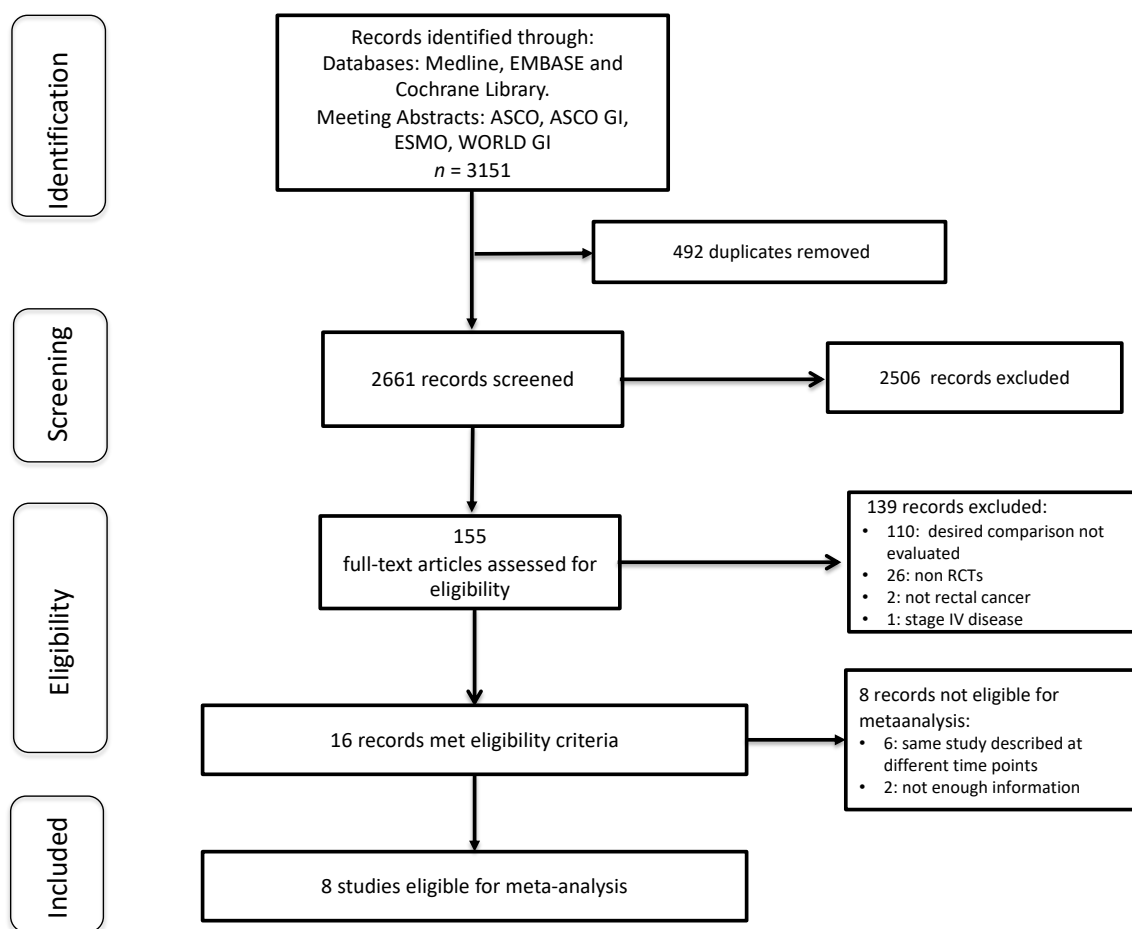 Identification
Records identified through:
Databases: Medline, EMBASE and
Cochrane Library.
Meeting Abstracts: ASCO, ASCO GI,
ESMO, WORLD GI
n = 3151
492 duplicates removed
Screening
2661 records screened
2506 records excluded
Eligibility
155
full-text articles assessed for
eligibility
139 records excluded:
• 110: desired comparison not
evaluated
• 26: non RCTs
• 2: not rectal cancer
• 1: stage IV disease
16 records met eligibility criteria
8 records not eligible for
metaanalysis:
• 6: same study described at
different time points
• 2: not enough information
Included
8 studies eligible for meta-analysis